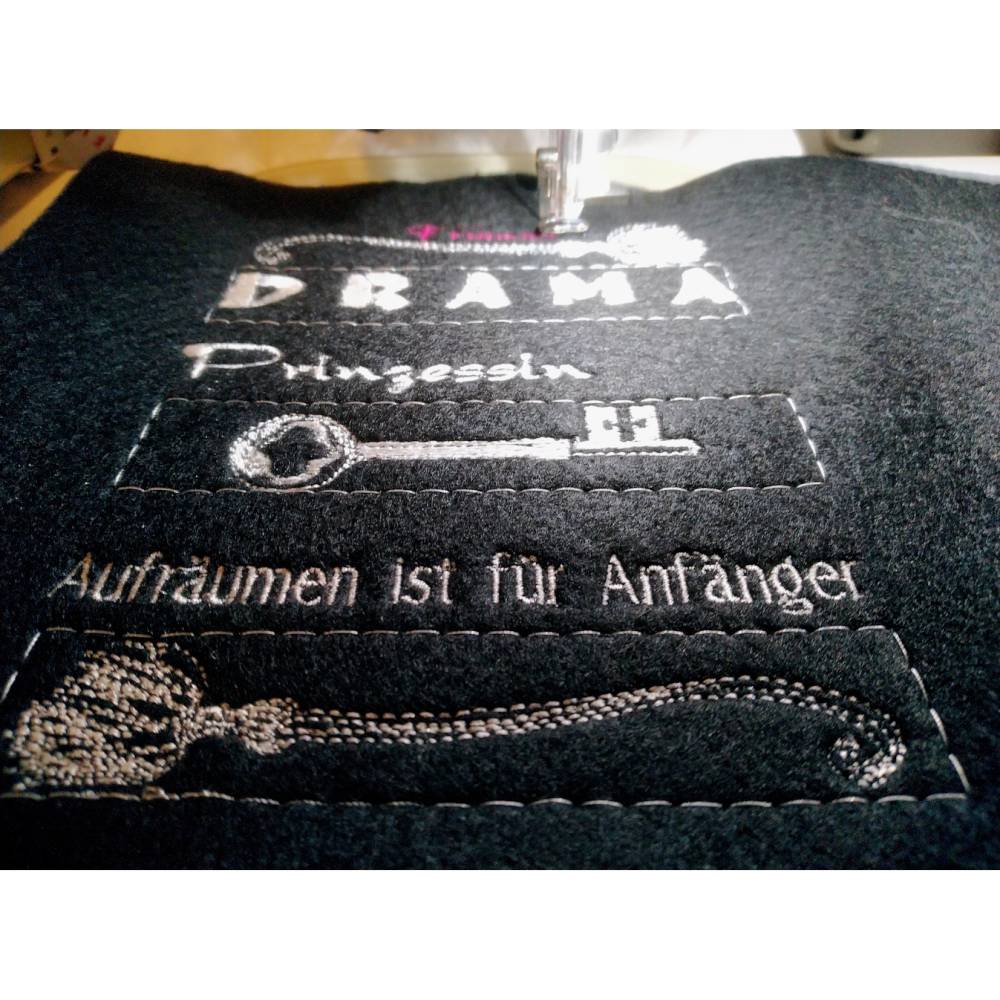 DRAMA
Prinzessin
Aufräumen ist für Anfänger